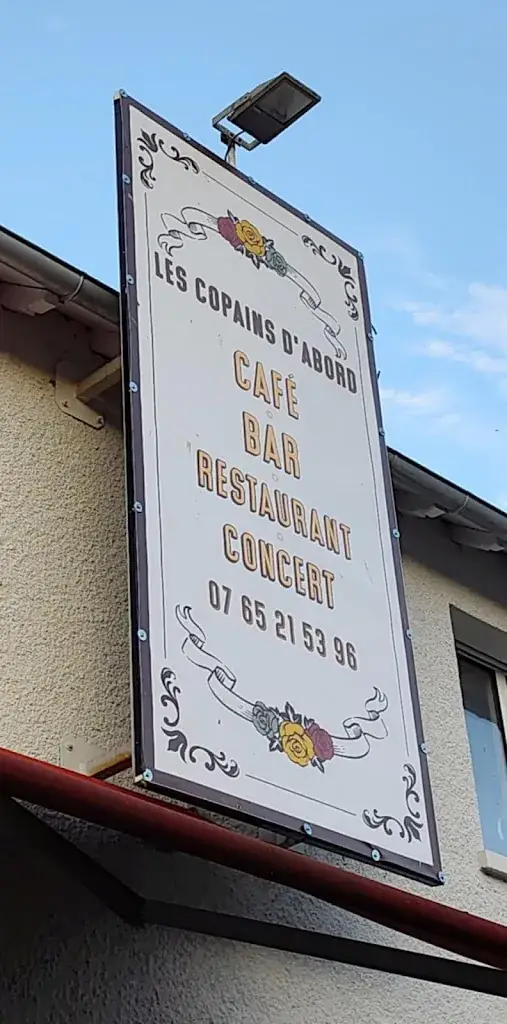 LES COPAINS D'ABORD
CAFÉ
BAR
RESTAURANT
CONCERT
07 65 21 53 96